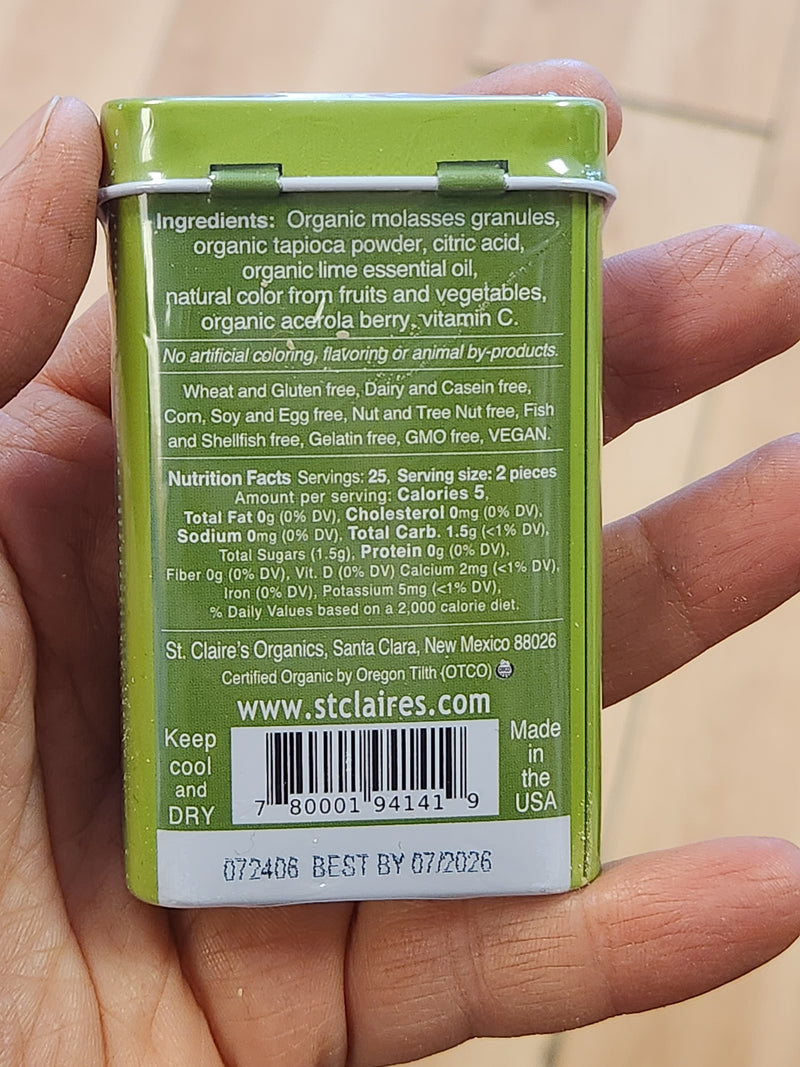 Ingredients: Organic molasses granules,
organic tapioca powder, citric acid,
organic lime essential oil,
natural color from fruits and vegetables,
organic acerola berry, vitamin C.
No artificial coloring, flavoring or animal by-products.
Wheat and Gluten free, Dairy and Casein free,
Corn, Soy and Egg free, Nut and Tree Nut free, Fish
and Shellfish free, Gelatin free, GMO free, VEGAN.
Nutrition Facts Servings: 25, Serving size: 2 pieces
Amount per serving: Calories 5,
Total Fat 0g (0% DV), Cholesterol 0mg (0% DV),
Sodium 0mg (0% DV), Total Carb. 1.5g (<1% DV),
Total Sugars (1.5g), Protein 0g (0% DV),
Fiber 0g (0% DV), Vit. D (0% DV) Calcium 2mg (<1% DV),
Iron (0% DV), Potassium 5mg (<1% DV),
% Daily Values based on a 2,000 calorie diet.
St. Claire's Organics, Santa Clara, New Mexico 88026
Certified Organic by Oregon Tilth (OTCO)
www.stclaires.com
Keep
cool
and
DRY
7 80001 94141 9
Made
in
the
USA
072406 BEST BY 07/2026